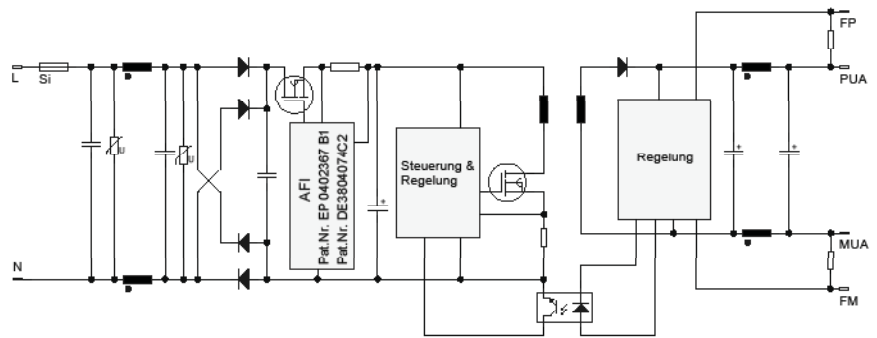 FP
L
Si
PUA
U
U
AFI
Pat.Nr. EP 0402367 B1
Pat.Nr. DE3804074C2
Steuerung &
Regelung
Regelung
+
+
+
N
MUA
FM